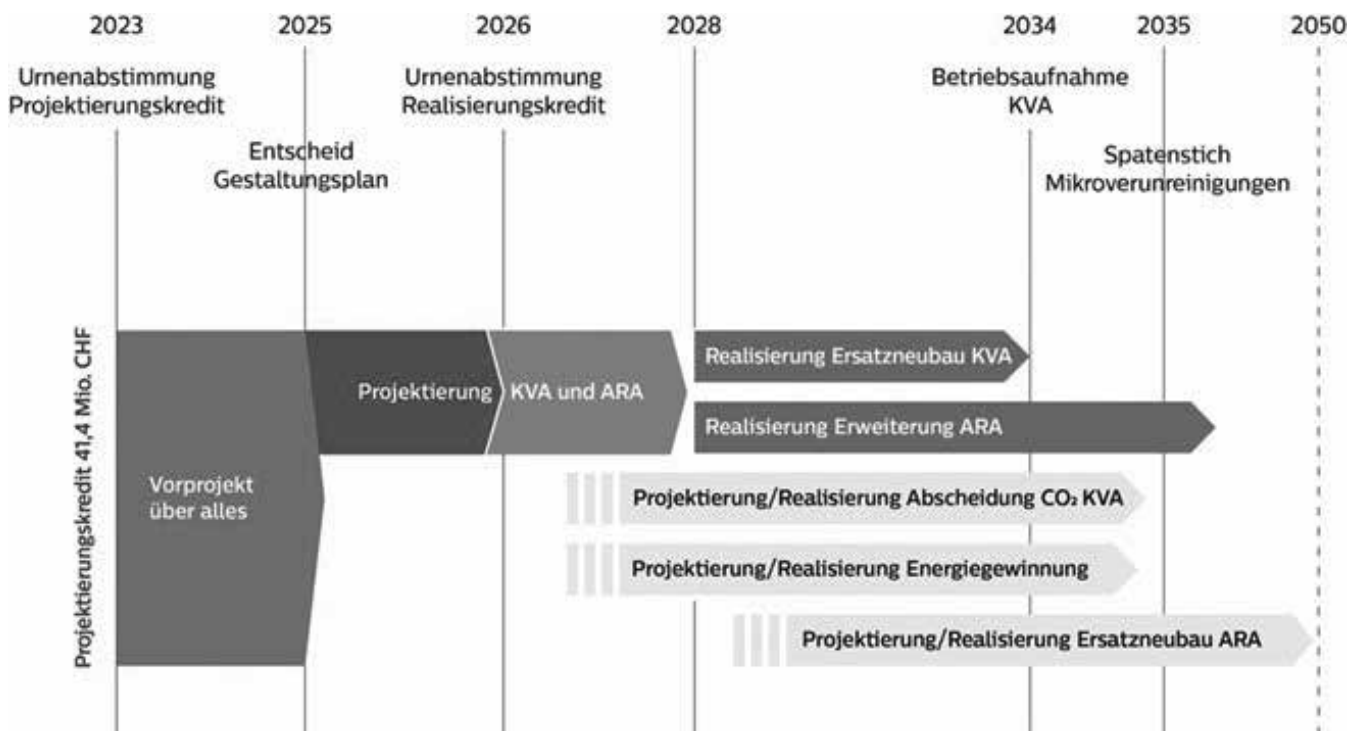 2023
2025
2026
2028
2034
2035
2050
Urnenabstimmung
Projektierungskredit
Urnenabstimmung
Realisierungskredit
Betriebsaufnahme
KVA
Entscheid
Gestaltungsplan
Spatenstich
Mikroverunreinigungen
Projektierungskredit 41,4 Mio. CHF
Vorprojekt
über alles
Projektierung KVA und ARA
Realisierung Ersatzneubau KVA
Realisierung Erweiterung ARA
Projektierung/Realisierung Abscheidung CO₂ KVA
Projektierung/Realisierung Energiegewinnung
Projektierung/Realisierung Ersatzneubau ARA